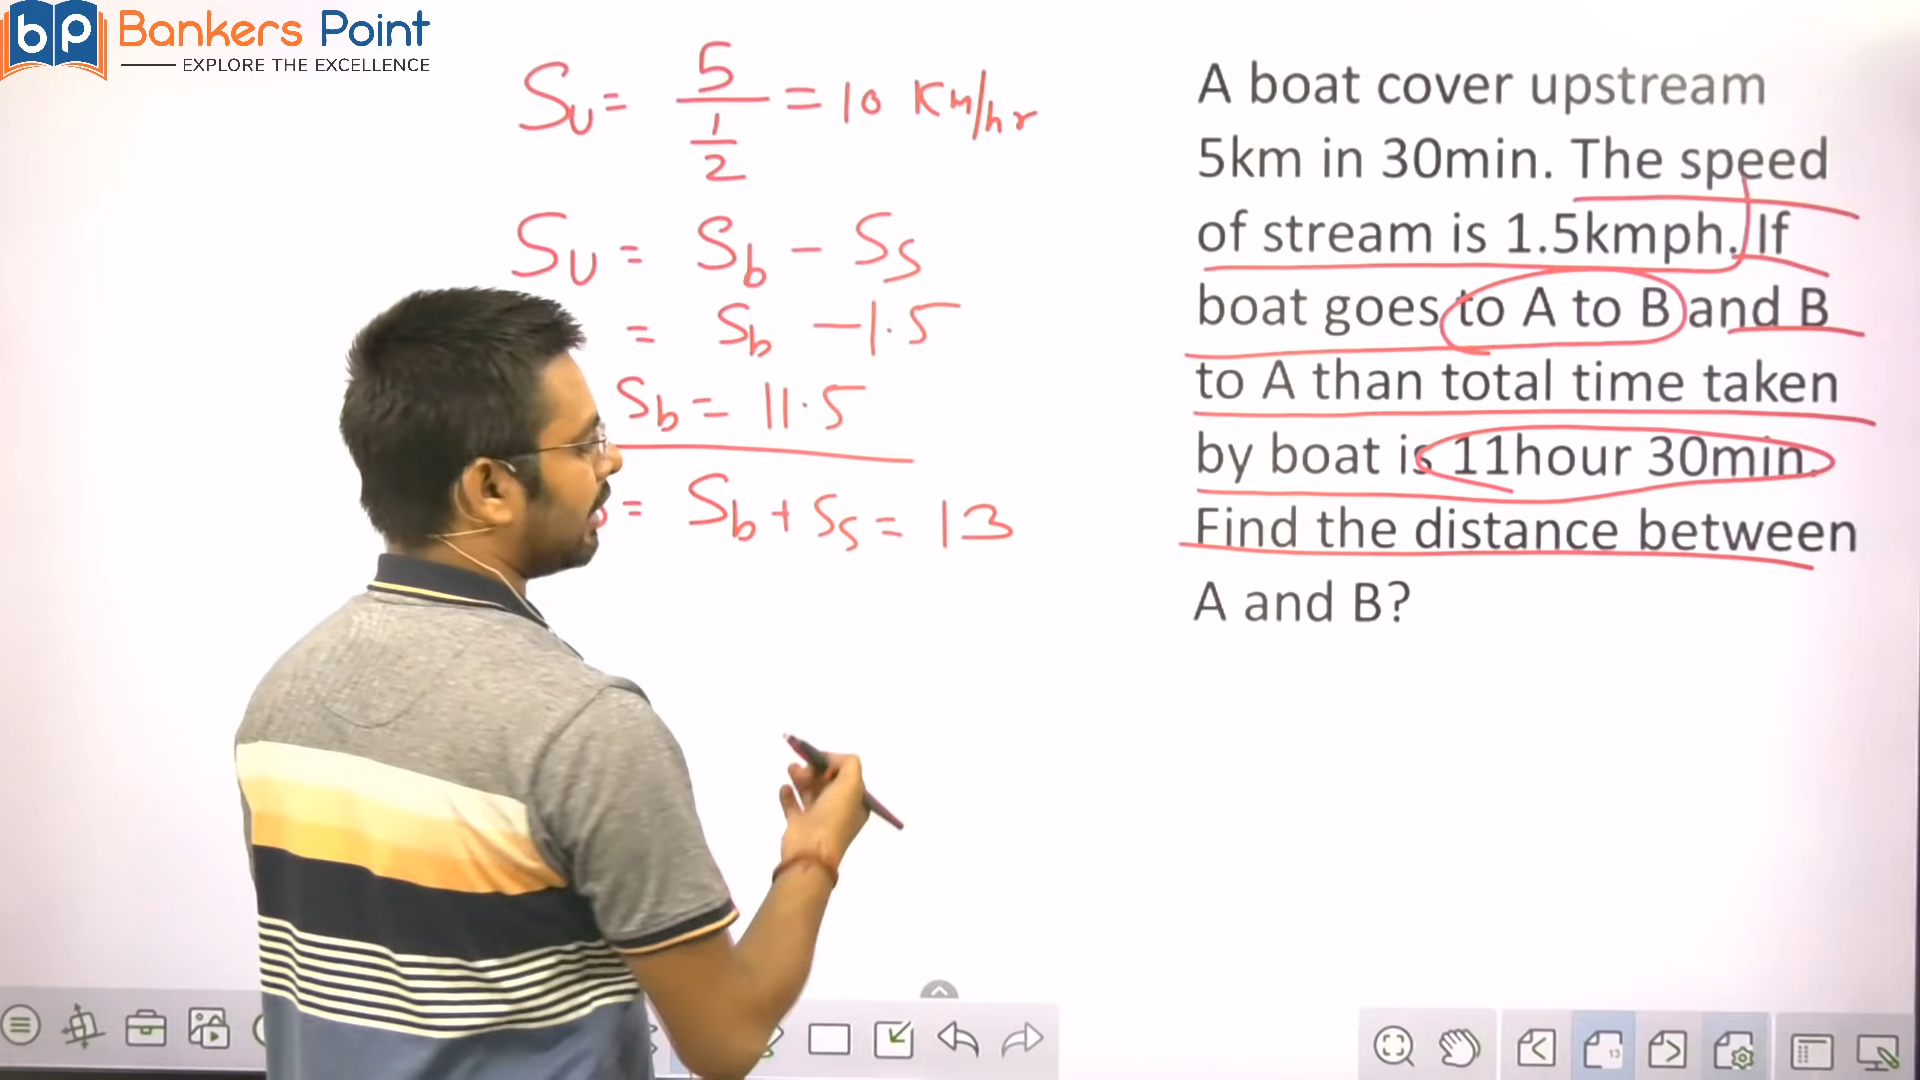 bp Bankers Point
EXPLORE THE EXCELLENCE
Su = 5/(1/2) = 10 Km/hr
Su = Sb - Ss
= Sb - 1.5
Sb = 11.5
= Sb + Ss = 13
A boat cover upstream
5km in 30min. The speed
of stream is 1.5kmph. If
boat goes to A to B and B
to A than total time taken
by boat is 11hour 30min.
Find the distance between
A and B?
13